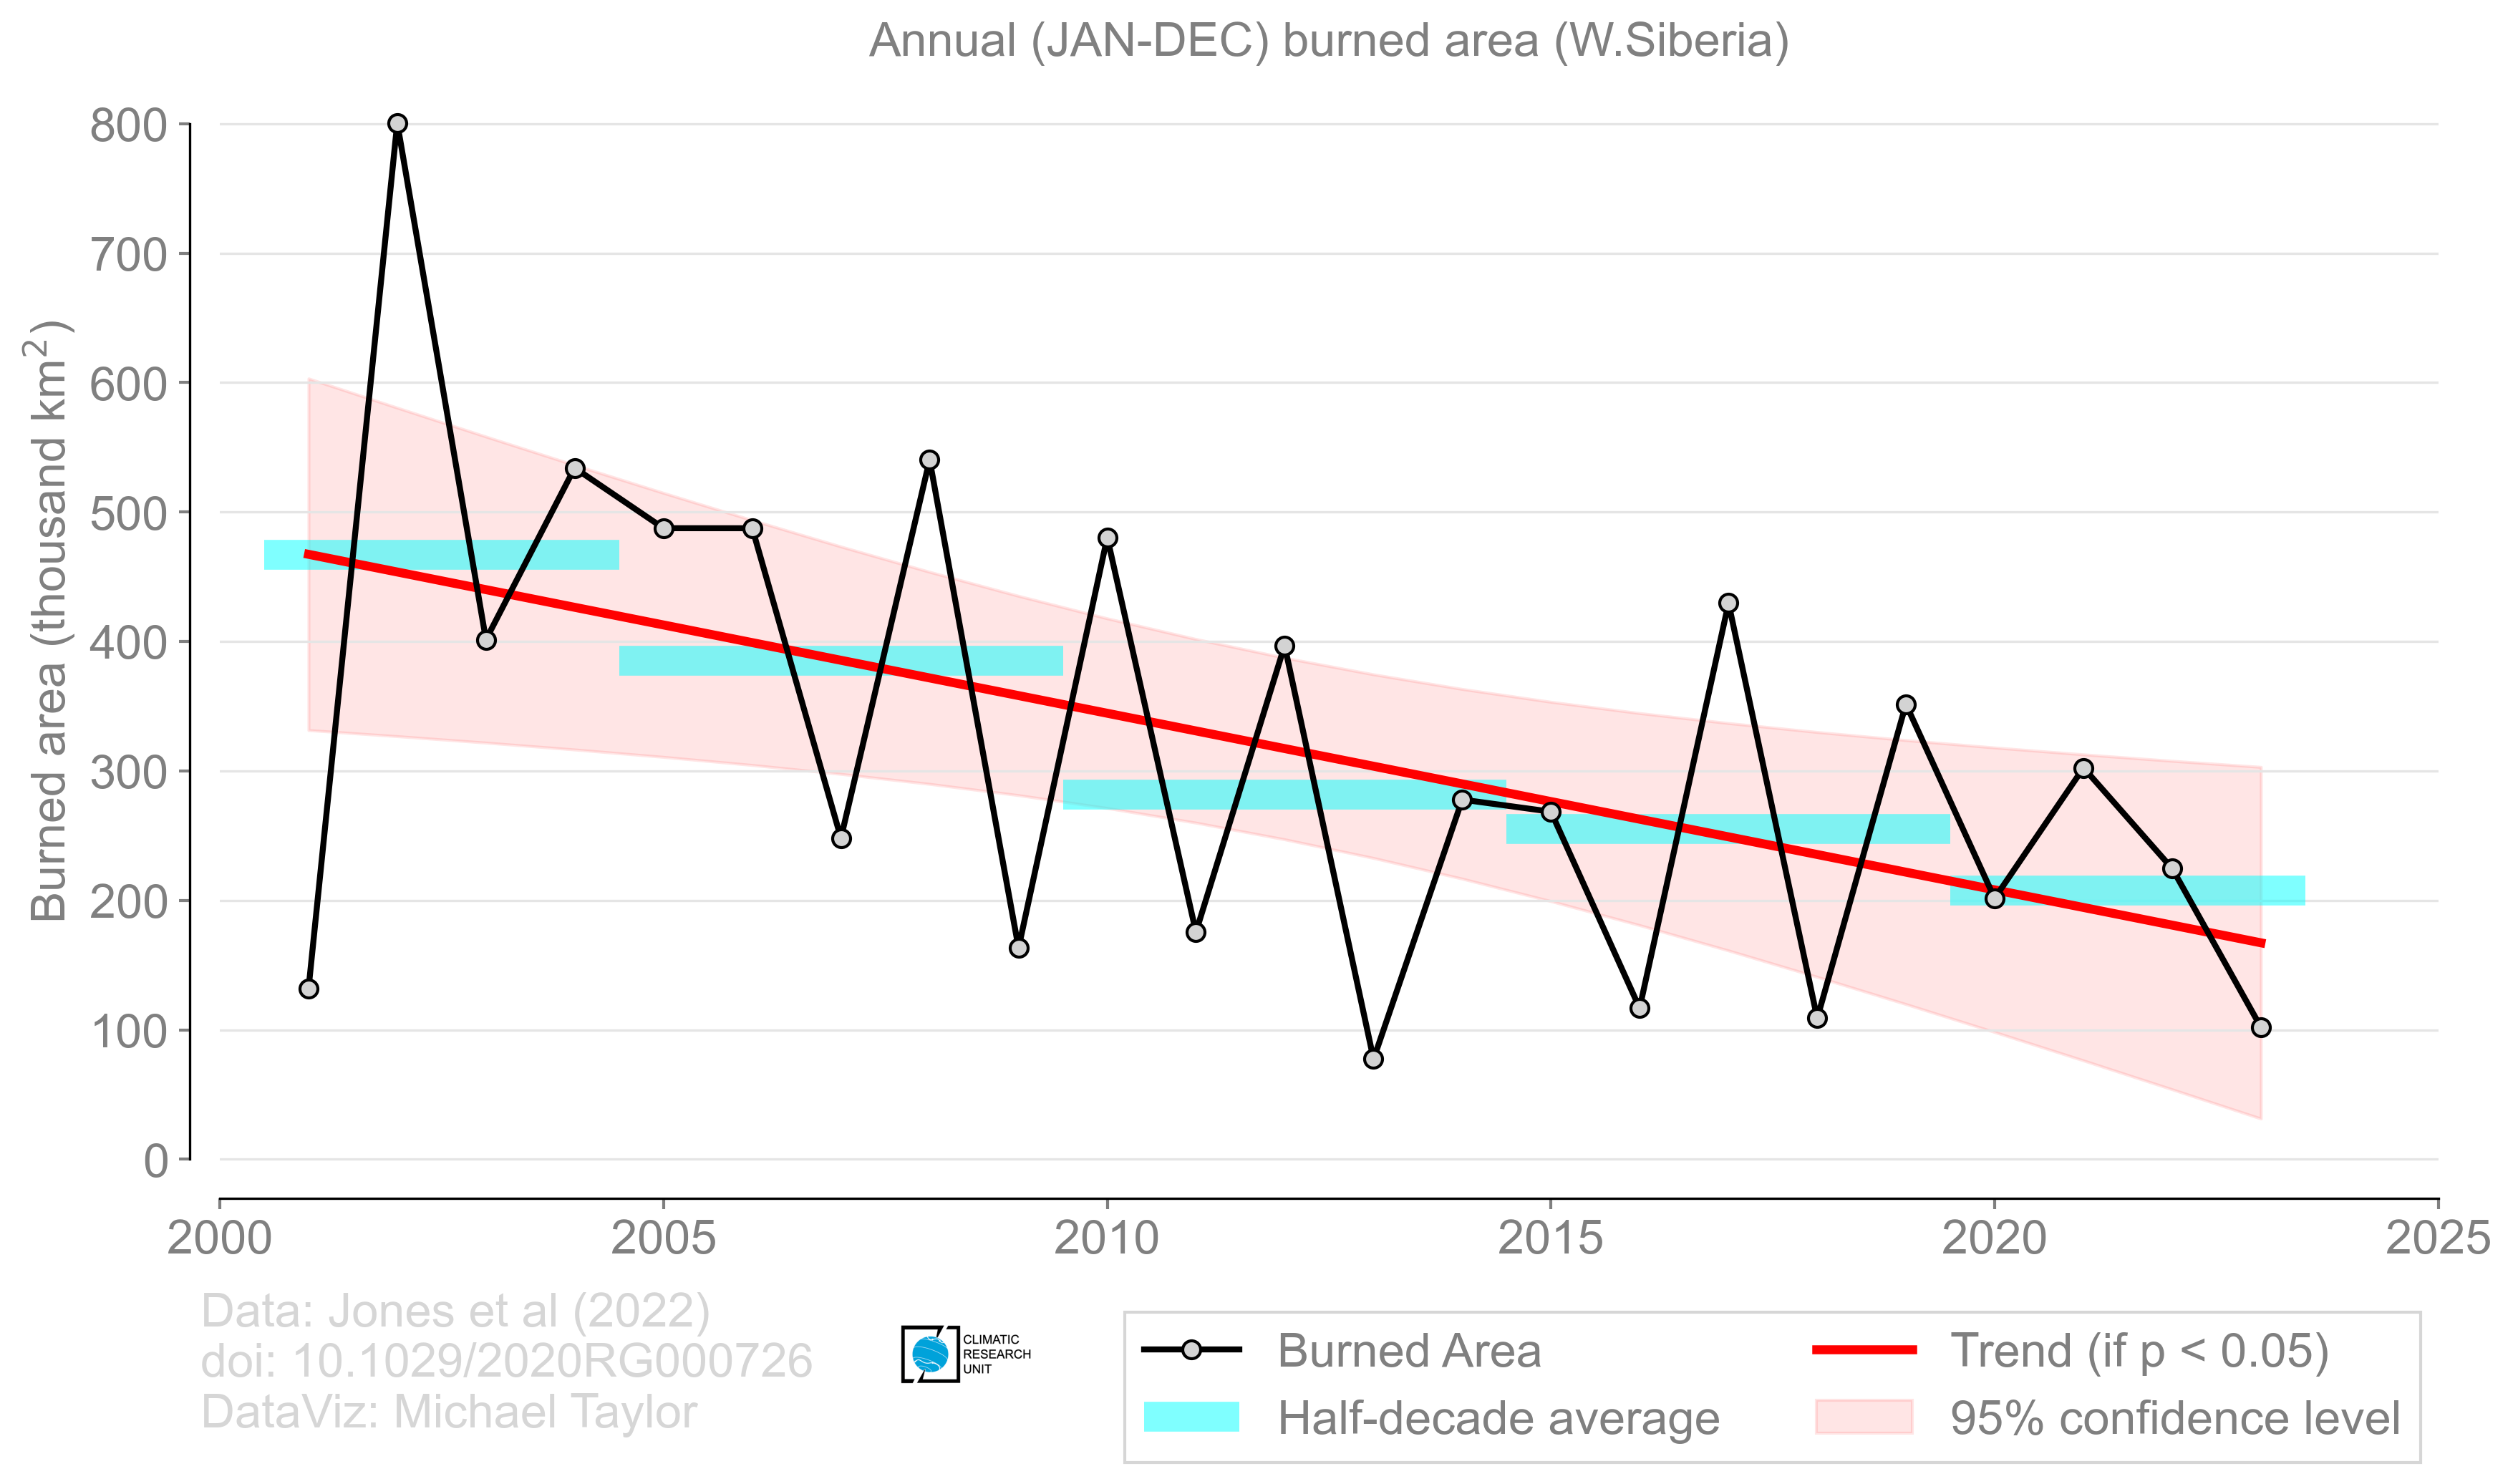 Annual (JAN-DEC) burned area (W.Siberia)
Burned area (thousand km²)
800
700
600
500
400
300
200
100
0
2000 2005 2010 2015 2020 2025
Data: Jones et al (2022)
doi: 10.1029/2020RG000726
DataViz: Michael Taylor
CLIMATIC
RESEARCH
UNIT
Burned Area
Half-decade average
Trend (if p < 0.05)
95% confidence level